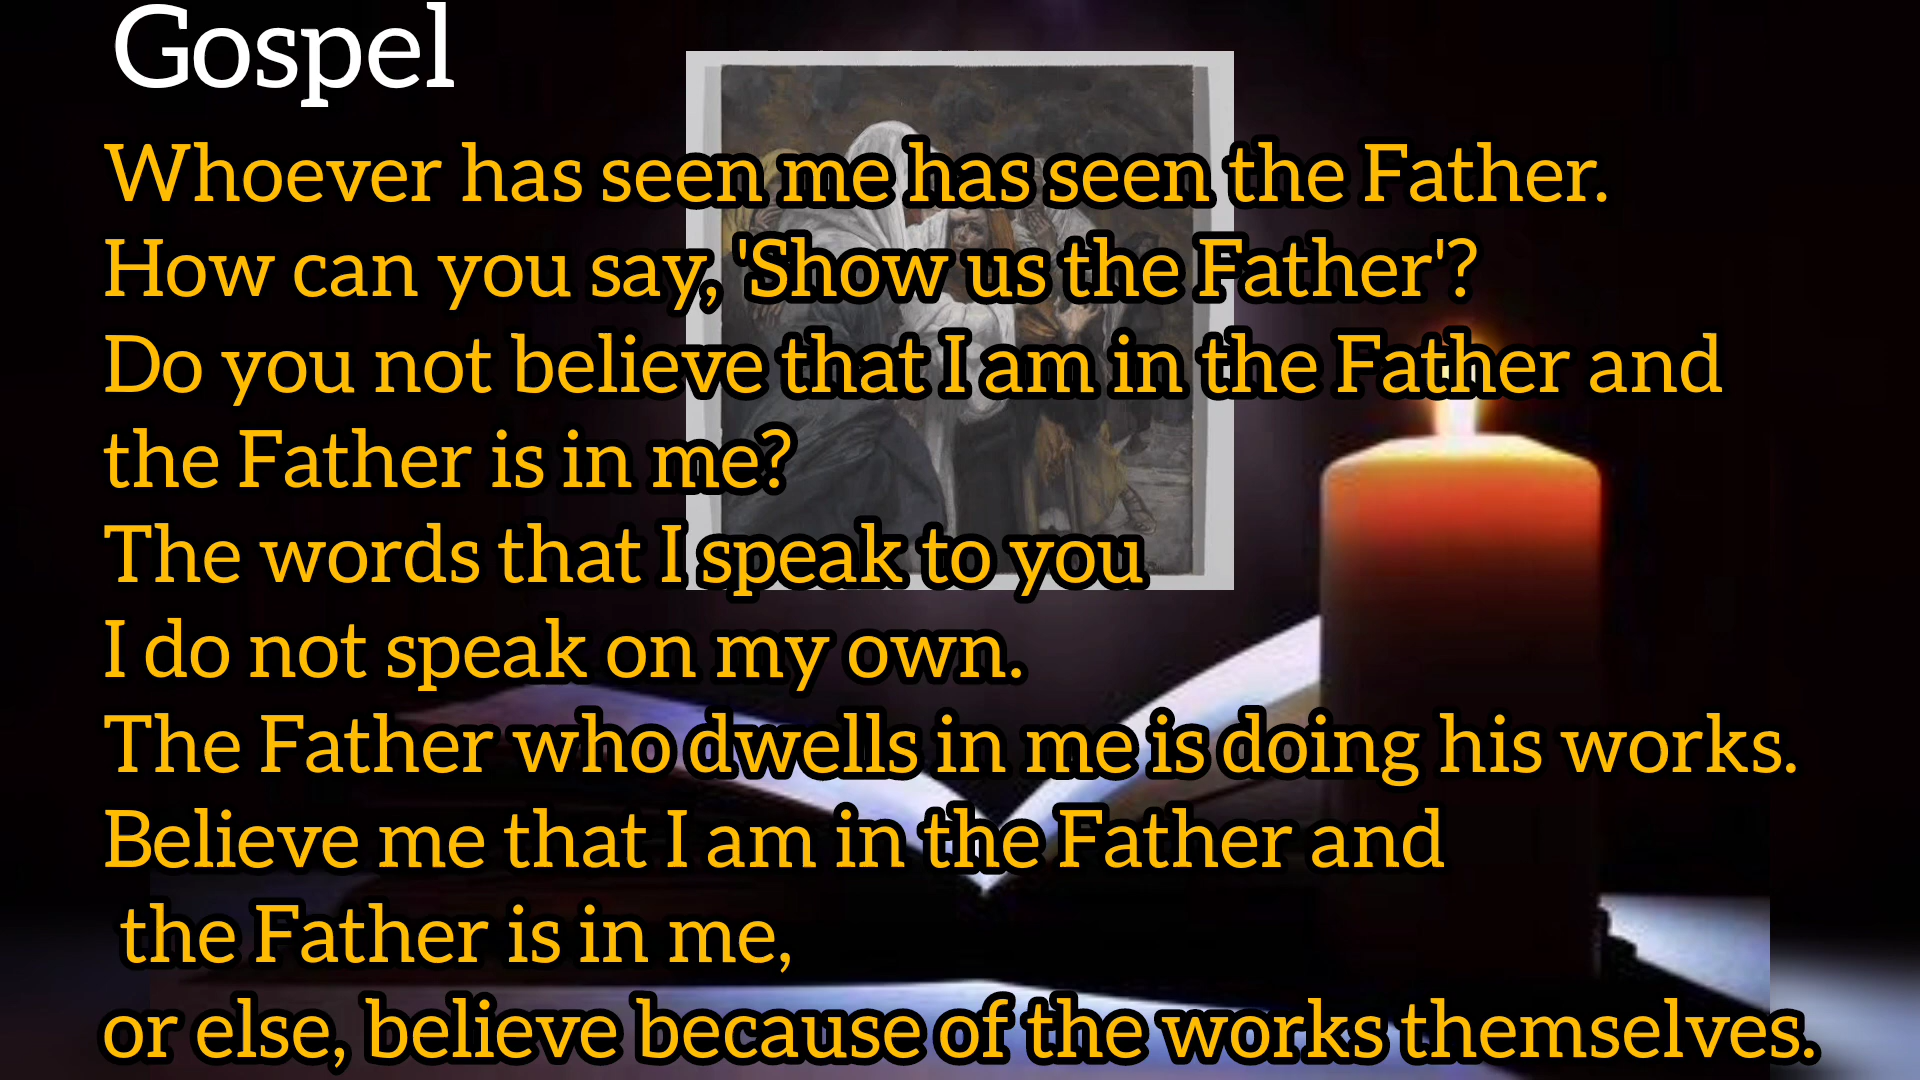 Gospel
Whoever has seen me has seen the Father.
How can you say, 'Show us the Father'?
Do you not believe that I am in the Father and
the Father is in me?
The words that I speak to you
I do not speak on my own.
The Father who dwells in me is doing his works.
Believe me that I am in the Father and
the Father is in me,
or else, believe because of the works themselves.